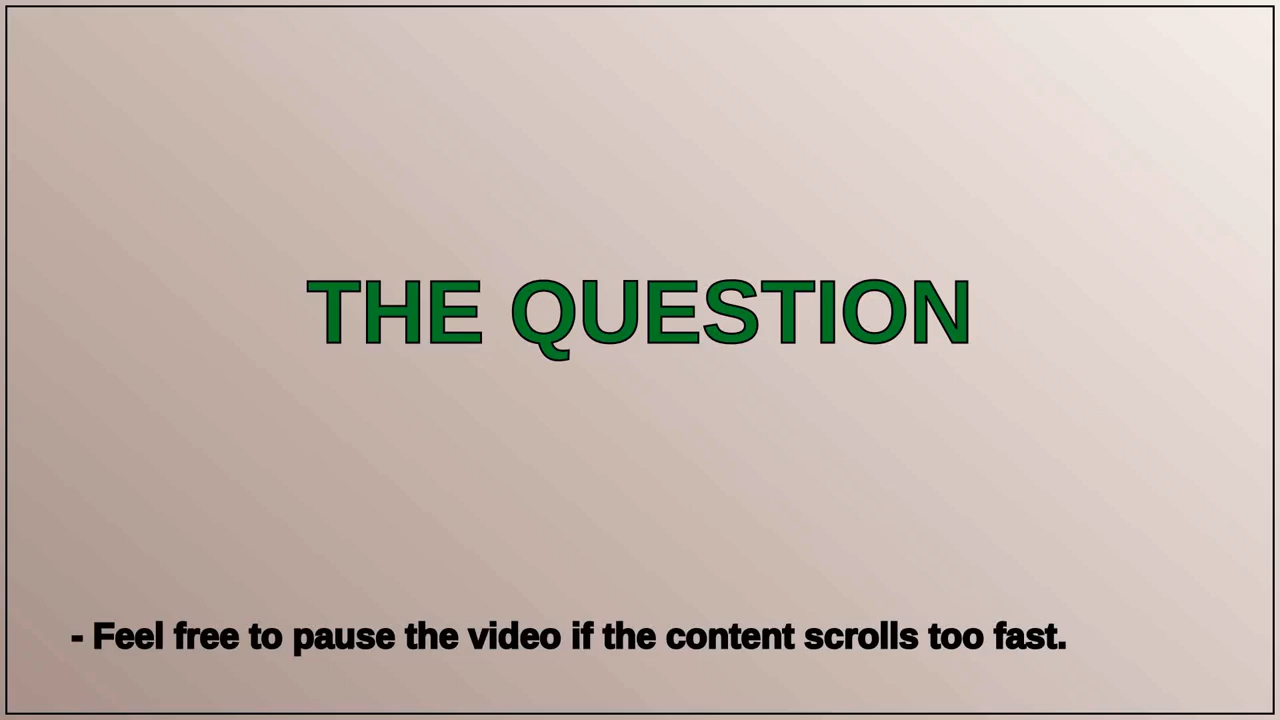 THE QUESTION
- Feel free to pause the video if the content scrolls too fast.